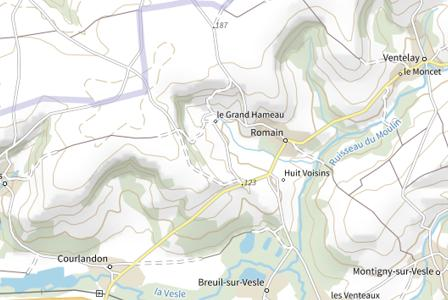 187
Ventelay
le Moncet
le Grand Hameau
Romain
Ruisseau du Moulin
Huit Voisins
s
123
Courlandon
la Vesle
Breuil-sur-Vesle
Montigny-sur-Vesle
les Venteaux